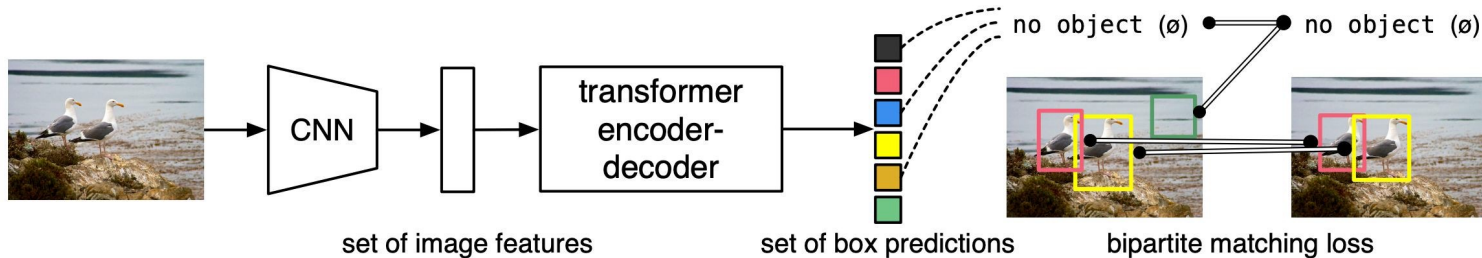 no object (ø)
no object (ø)
CNN
transformer
encoder-
decoder
set of image features
set of box predictions
bipartite matching loss